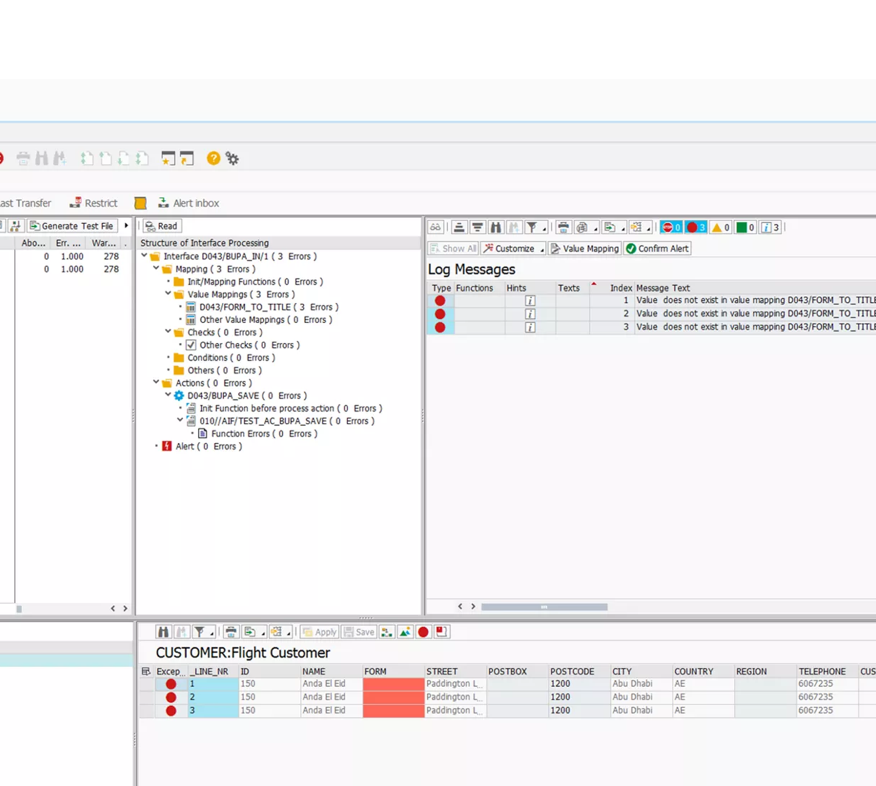 ast Transfer Restrict Alert inbox
Generate Test File
Abo... Err. ... War... .
0 1.000 278
0 1.000 278
Read
Structure of Interface Processing
Interface D043/BUPA_IN/1 ( 3 Errors )
Mapping ( 3 Errors )
Init/Mapping Functions ( 0 Errors )
Value Mappings ( 3 Errors )
D043/FORM_TO_TITLE ( 3 Errors )
Other Value Mappings ( 0 Errors )
Checks ( 0 Errors )
Other Checks ( 0 Errors )
Conditions ( 0 Errors )
Others ( 0 Errors )
Actions ( 0 Errors )
D043/BUPA_SAVE ( 0 Errors )
Init Function before process action ( 0 Errors )
010//AIF/TEST_AC_BUPA_SAVE ( 0 Errors )
Function Errors ( 0 Errors )
Alert ( 0 Errors )
0 3 0 0 3
Show All Customize Value Mapping Confirm Alert
Log Messages
Type Functions Hints Texts Index Message Text
1 Value does not exist in value mapping D043/FORM_TO_TITLE
2 Value does not exist in value mapping D043/FORM_TO_TITLE
3 Value does not exist in value mapping D043/FORM_TO_TITLE
Apply Save
CUSTOMER:Flight Customer
Excep.. _LINE_NR ID NAME FORM STREET POSTBOX POSTCODE CITY COUNTRY REGION TELEPHONE CUS
1 150 Anda El Eid Paddington L... 1200 Abu Dhabi AE 6067235
2 150 Anda El Eid Paddington L... 1200 Abu Dhabi AE 6067235
3 150 Anda El Eid Paddington L... 1200 Abu Dhabi AE 6067235